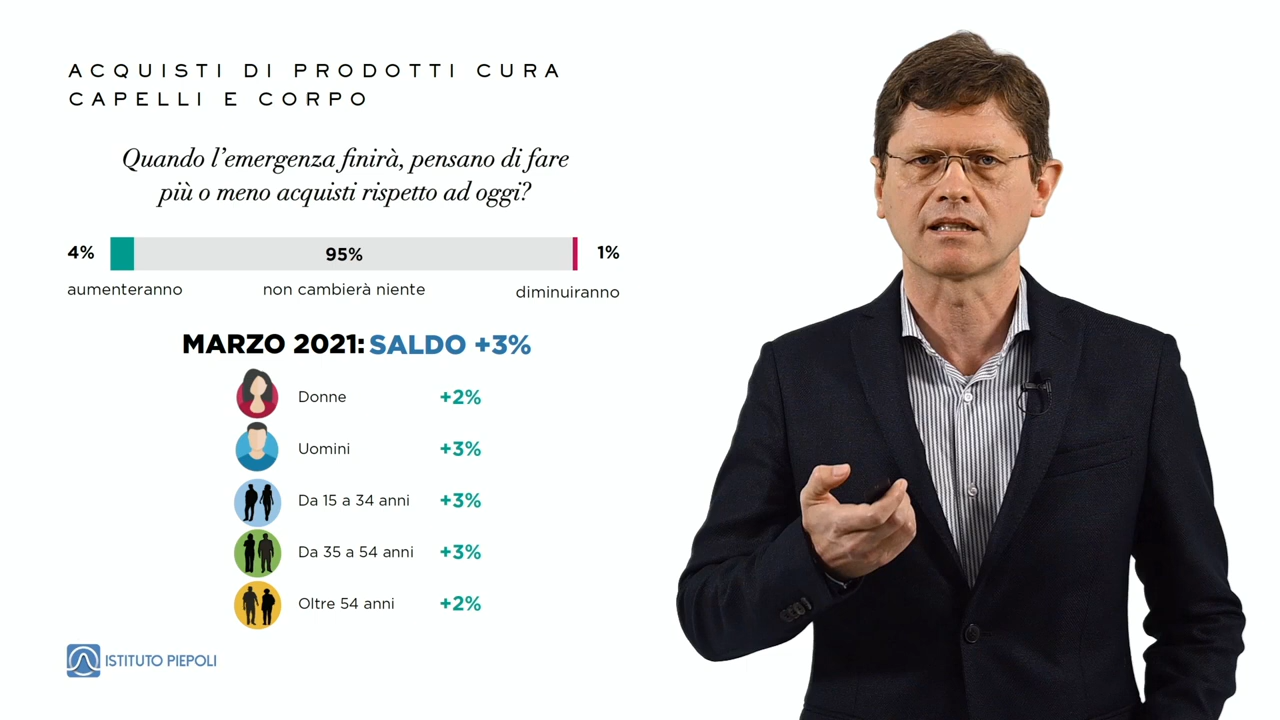 ACQUISTI DI PRODOTTI CURA
CAPELLI E CORPO
Quando l'emergenza finirà, pensano di fare
più o meno acquisti rispetto ad oggi?
4% 95% 1%
aumenteranno non cambierà niente diminuiranno
MARZO 2021: SALDO +3%
Donne +2%
Uomini +3%
Da 15 a 34 anni +3%
Da 35 a 54 anni +3%
Oltre 54 anni +2%
ISTITUTO PIEPOLI